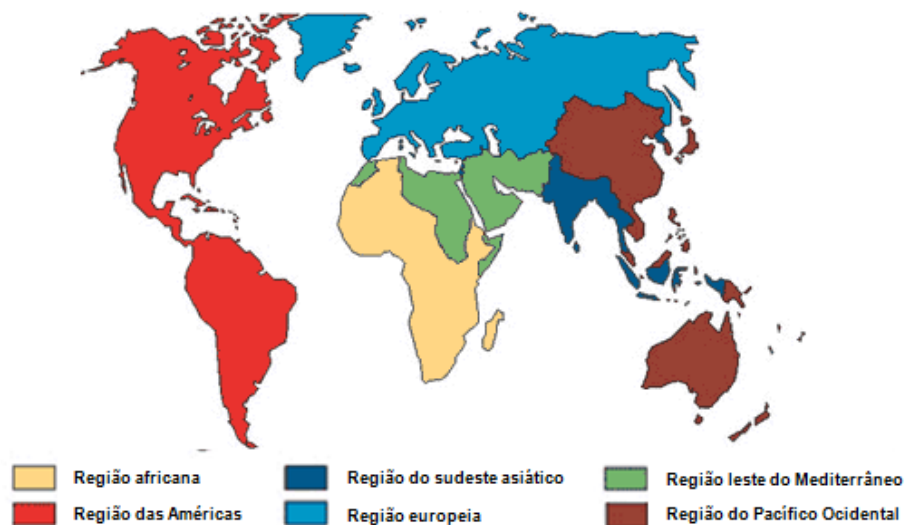 Região africana
Região do sudeste asiático
Região leste do Mediterrâneo
Região das Américas
Região europeia
Região do Pacífico Ocidental